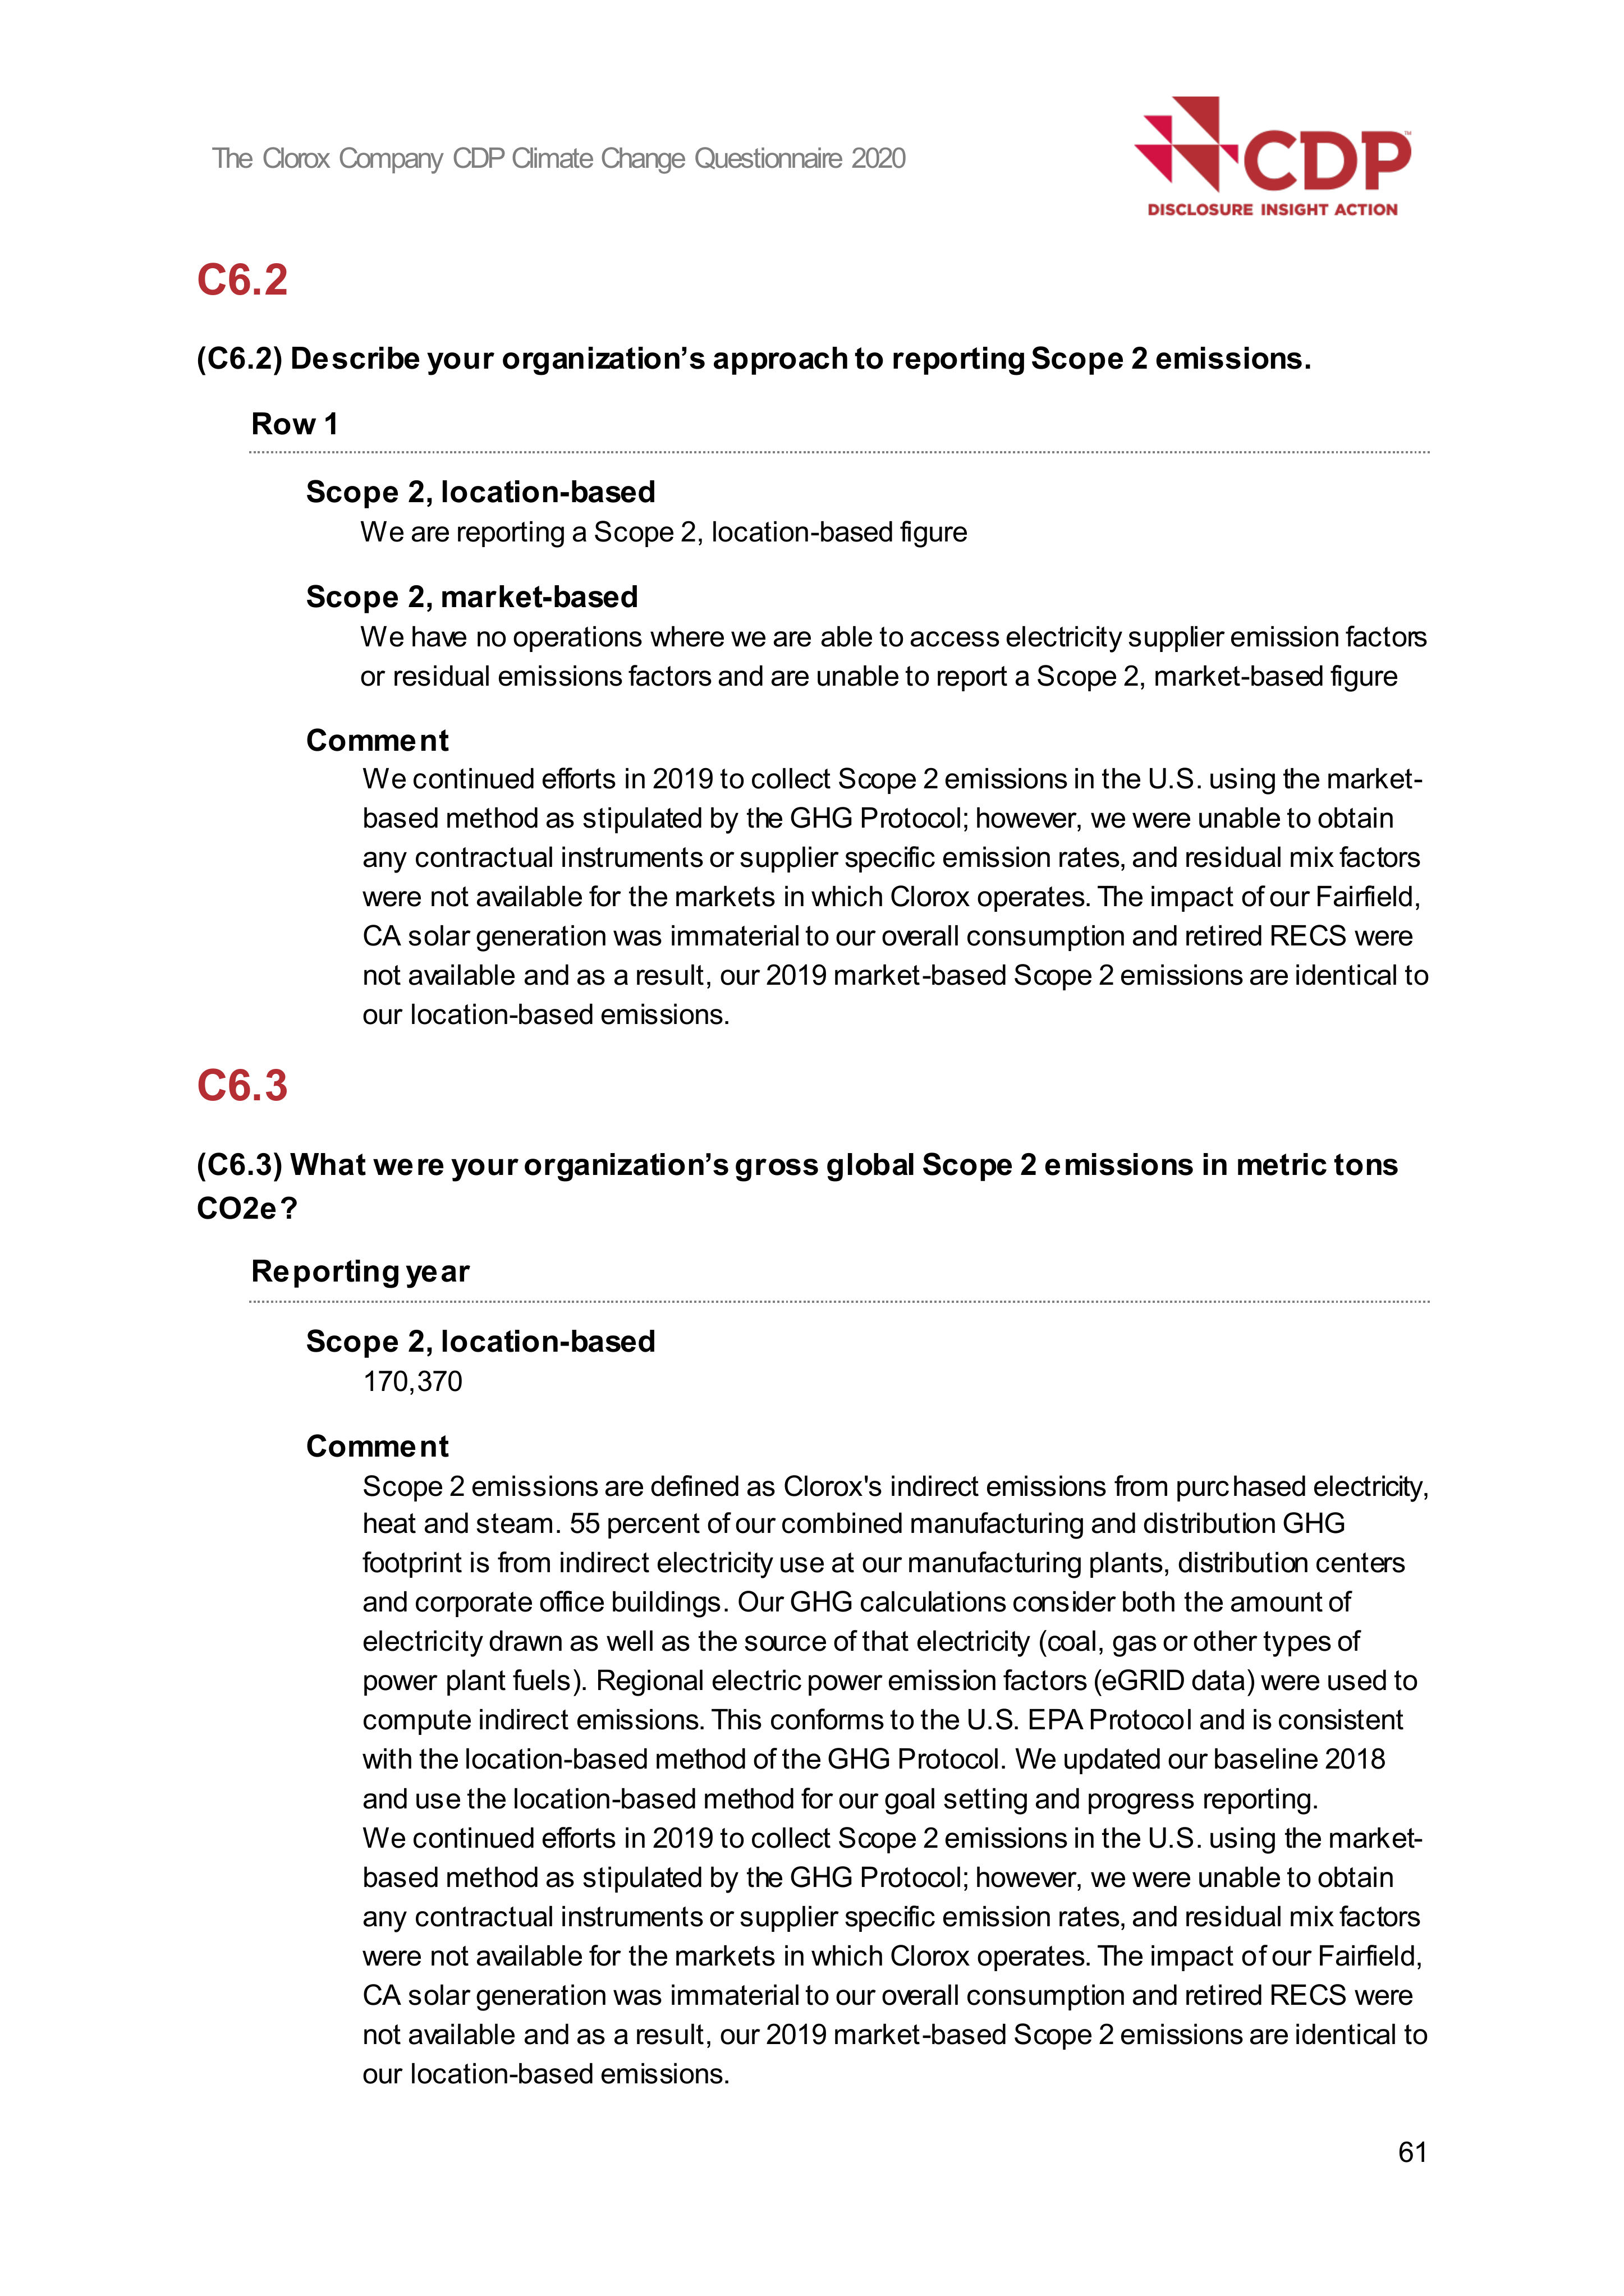 The Clorox Company CDP Climate Change Questionnaire 2020
CDP™
DISCLOSURE INSIGHT ACTION
C6.2
(C6.2) Describe your organization’s approach to reporting Scope 2 emissions.
Row 1
Scope 2, location-based
We are reporting a Scope 2, location-based figure
Scope 2, market-based
We have no operations where we are able to access electricity supplier emission factors
or residual emissions factors and are unable to report a Scope 2, market-based figure
Comment
We continued efforts in 2019 to collect Scope 2 emissions in the U.S. using the market-
based method as stipulated by the GHG Protocol; however, we were unable to obtain
any contractual instruments or supplier specific emission rates, and residual mix factors
were not available for the markets in which Clorox operates. The impact of our Fairfield,
CA solar generation was immaterial to our overall consumption and retired RECS were
not available and as a result, our 2019 market-based Scope 2 emissions are identical to
our location-based emissions.
C6.3
(C6.3) What were your organization’s gross global Scope 2 emissions in metric tons
CO2e?
Reporting year
Scope 2, location-based
170,370
Comment
Scope 2 emissions are defined as Clorox's indirect emissions from purchased electricity,
heat and steam. 55 percent of our combined manufacturing and distribution GHG
footprint is from indirect electricity use at our manufacturing plants, distribution centers
and corporate office buildings. Our GHG calculations consider both the amount of
electricity drawn as well as the source of that electricity (coal, gas or other types of
power plant fuels). Regional electric power emission factors (eGRID data) were used to
compute indirect emissions. This conforms to the U.S. EPA Protocol and is consistent
with the location-based method of the GHG Protocol. We updated our baseline 2018
and use the location-based method for our goal setting and progress reporting.
We continued efforts in 2019 to collect Scope 2 emissions in the U.S. using the market-
based method as stipulated by the GHG Protocol; however, we were unable to obtain
any contractual instruments or supplier specific emission rates, and residual mix factors
were not available for the markets in which Clorox operates. The impact of our Fairfield,
CA solar generation was immaterial to our overall consumption and retired RECS were
not available and as a result, our 2019 market-based Scope 2 emissions are identical to
our location-based emissions.
61